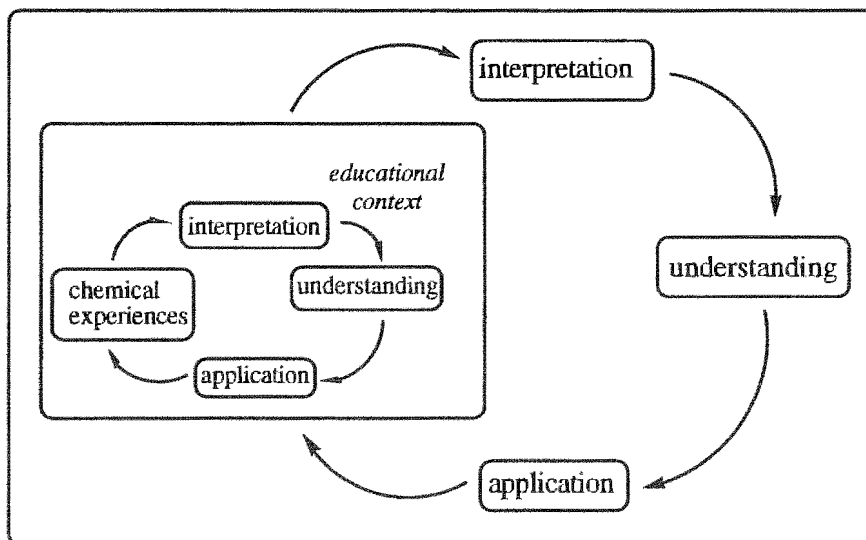 interpretation
educational
context
interpretation
understanding
chemical
experiences
understanding
application
application